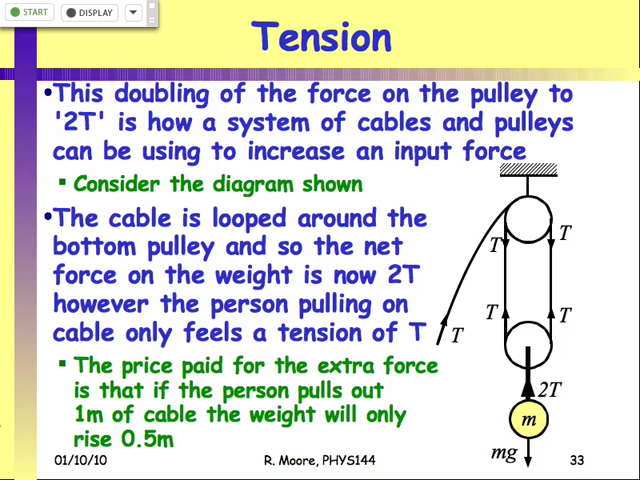 START
DISPLAY
Tension
•This doubling of the force on the pulley to
'2T' is how a system of cables and pulleys
can be using to increase an input force
▪ Consider the diagram shown
•The cable is looped around the
bottom pulley and so the net
force on the weight is now 2T
however the person pulling on
cable only feels a tension of T
▪ The price paid for the extra force
is that if the person pulls out
1m of cable the weight will only
rise 0.5m
T
T
T
T
T
2T
m
mg
01/10/10
R. Moore, PHYS144
33